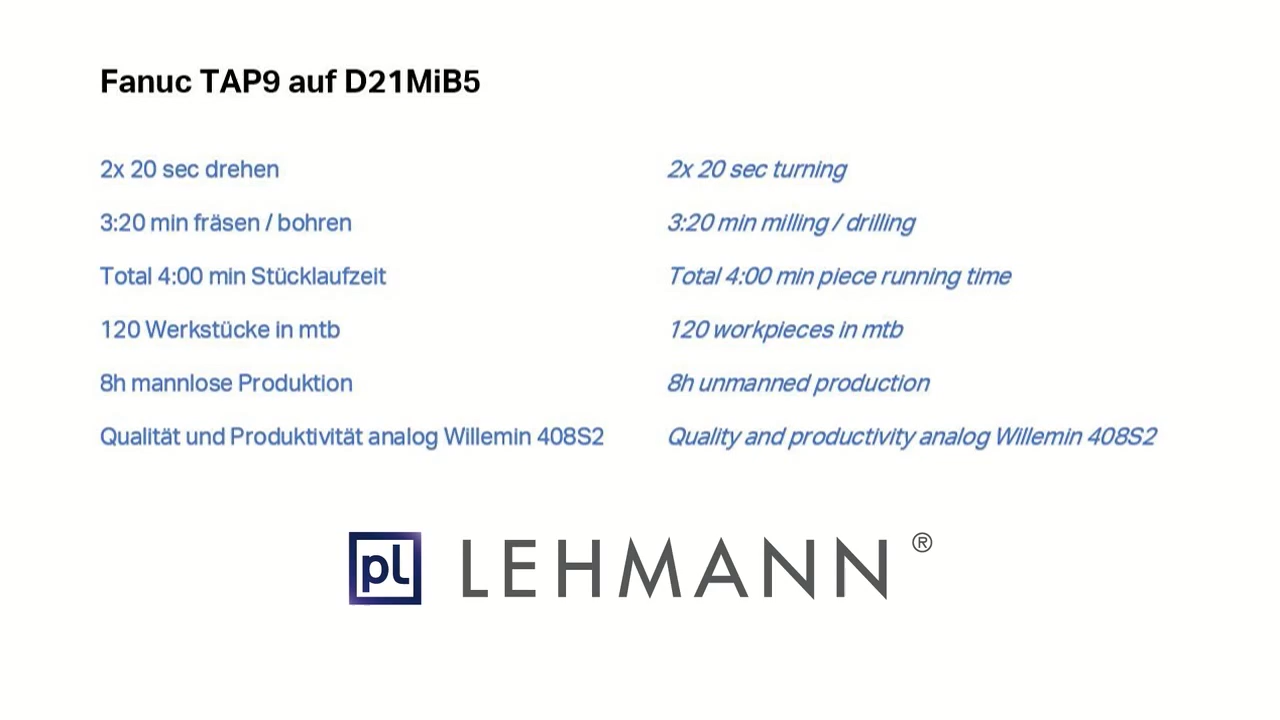 Fanuc TAP9 auf D21MiB5
2x 20 sec drehen
2x 20 sec turning
3:20 min fräsen / bohren
3:20 min milling / drilling
Total 4:00 min Stücklaufzeit
Total 4:00 min piece running time
120 Werkstücke in mtb
120 workpieces in mtb
8h mannlose Produktion
8h unmanned production
Qualität und Produktivität analog Willemin 408S2
Quality and productivity analog Willemin 408S2
pL LEHMANN®